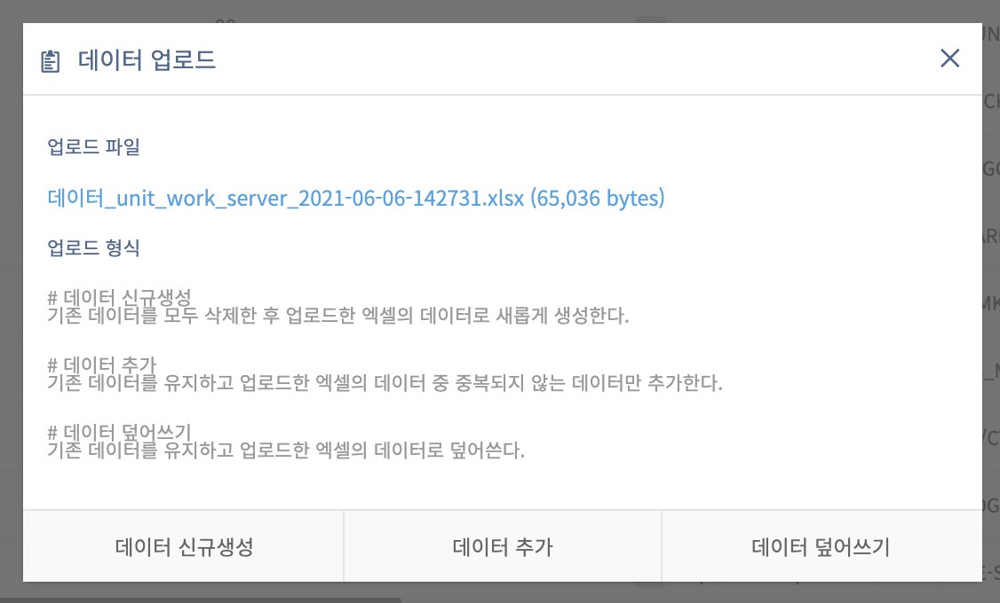 데이터 업로드
업로드 파일
데이터_unit_work_server_2021-06-06-142731.xlsx (65,036 bytes)
업로드 형식
# 데이터 신규생성
기존 데이터를 모두 삭제한 후 업로드한 엑셀의 데이터로 새롭게 생성한다.
# 데이터 추가
기존 데이터를 유지하고 업로드한 엑셀의 데이터 중 중복되지 않는 데이터만 추가한다.
# 데이터 덮어쓰기
기존 데이터를 유지하고 업로드한 엑셀의 데이터로 덮어쓴다.
데이터 신규생성
데이터 추가
데이터 덮어쓰기